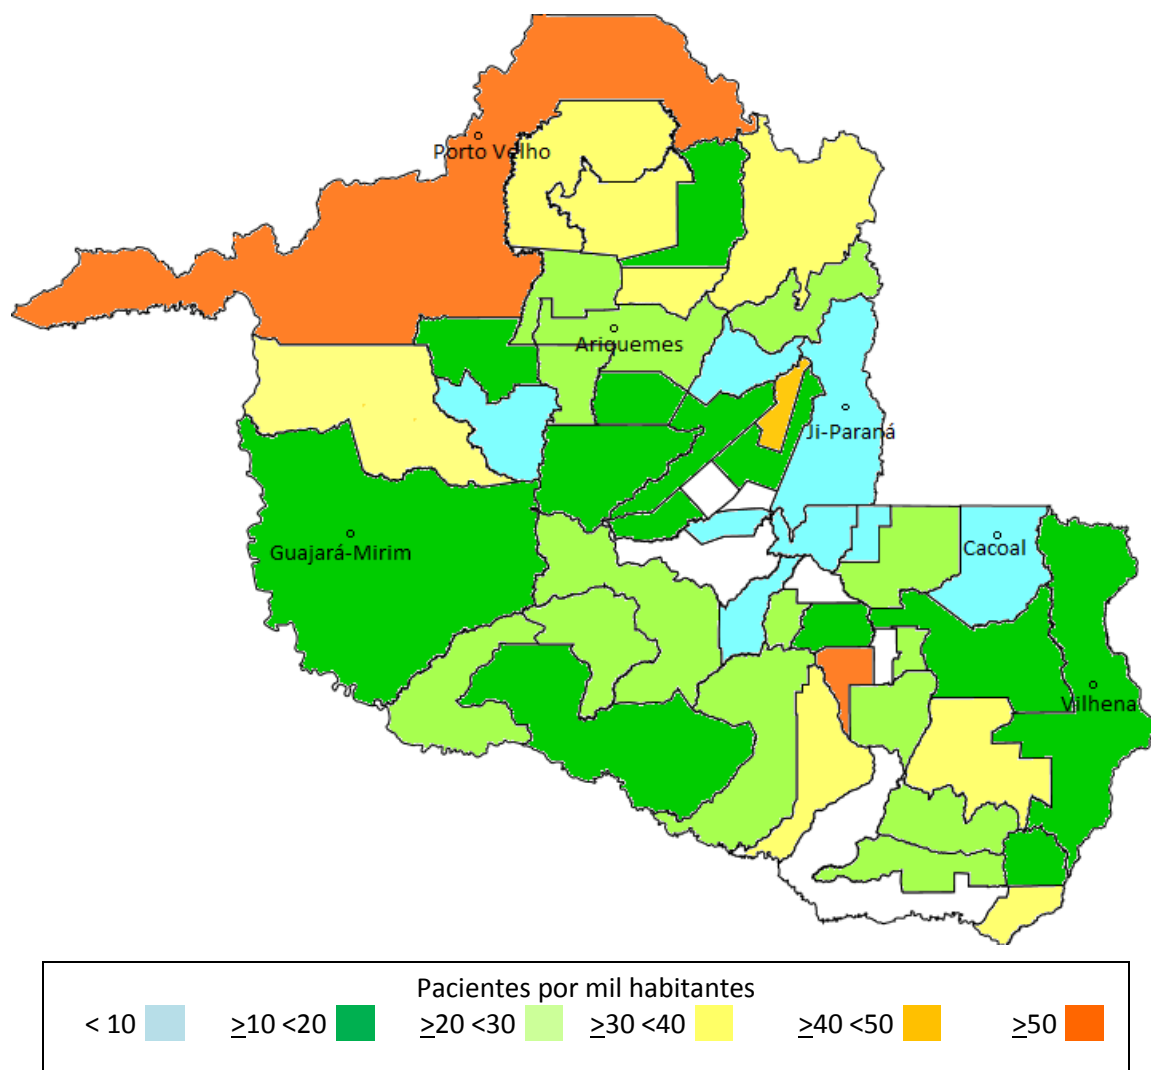 Porto Velho
Ariquemes
Ji-Paraná
Guajará-Mirim
Cacoal
Vilhena
Pacientes por mil habitantes
< 10 ≥10 <20 ≥20 <30 ≥30 <40 ≥40 <50 ≥50